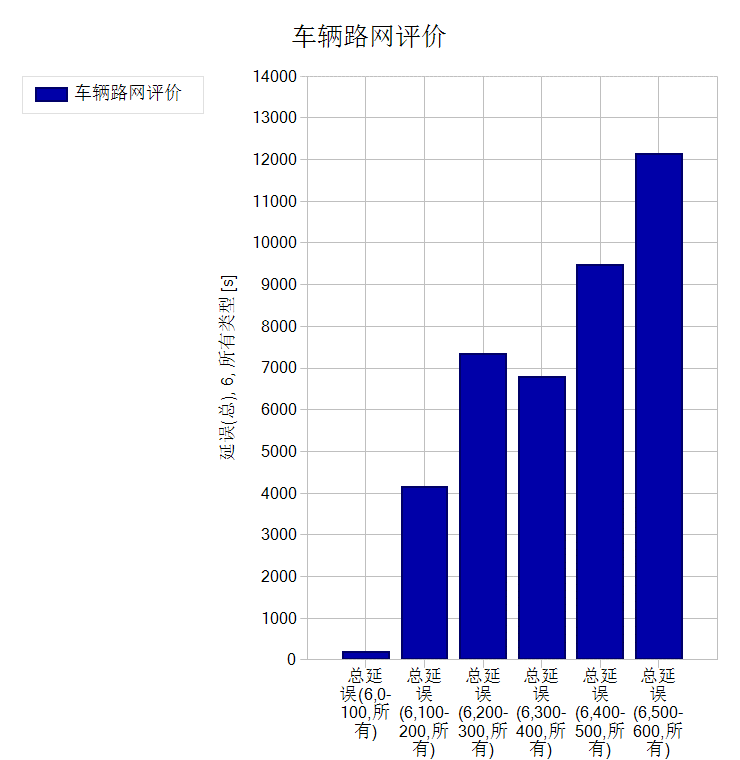 车辆路网评价
车辆路网评价
14000
13000
12000
11000
10000
9000
8000
7000
6000
5000
4000
3000
2000
1000
0
延误(总), 6, 所有类型 [s]
总延
误(6,0-
100,所
有)
总延
误
(6,100-
200,所
有)
总延
误
(6,200-
300,所
有)
总延
误
(6,300-
400,所
有)
总延
误
(6,400-
500,所
有)
总延
误
(6,500-
600,所
有)